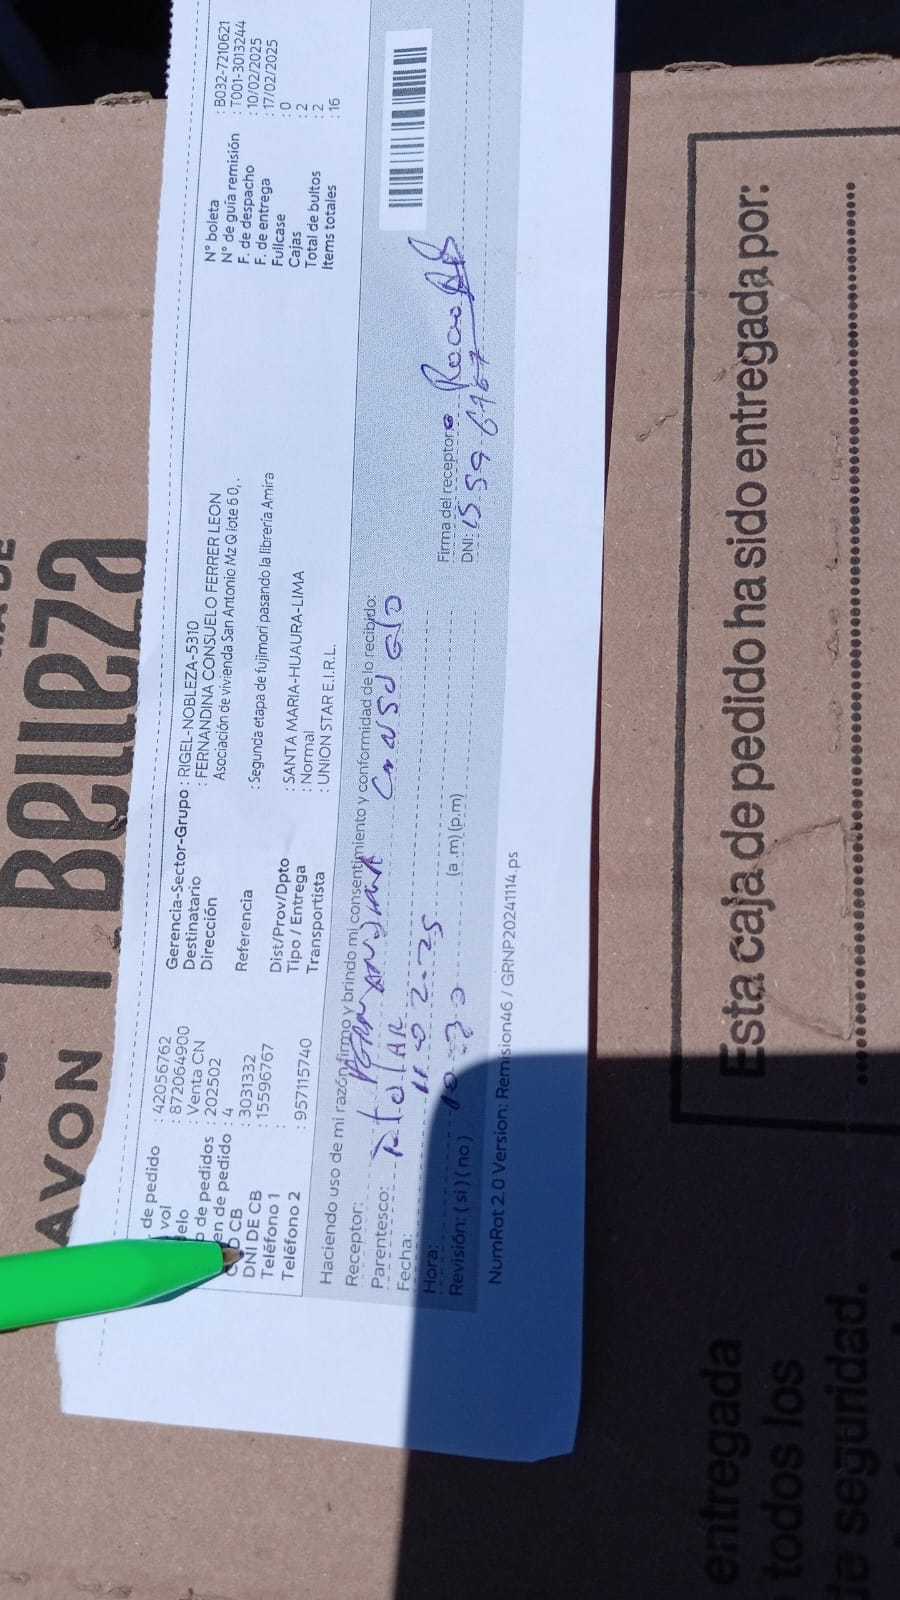 AVON | Belleza
de pedido : 42056762
vol : 872064900
elo : Venta CN
de pedidos : 202502
en de pedido : 4
CB : 3031332
DNI DE CB : 15596767
Teléfono 1 :
Teléfono 2 : 957115740
Gerencia-Sector-Grupo : RIGEL-NOBLEZA-5310
Destinatario : FERNANDINA CONSUELO FERRER LEON
Dirección Asociación de vivienda San Antonio Mz Q lote 6 0, .
Referencia : Segunda etapa de fujimori pasando la librería Amira
Dist/Prov/Dpto : SANTA MARIA-HUAURA-LIMA
Tipo / Entrega : Normal
Transportista : UNION STAR E.I.R.L.
N° boleta : B032-7210621
N° de guía remisión : T001-3013244
F. de despacho : 10/02/2025
F. de entrega : 17/02/2025
Fullcase : 0
Cajas : 2
Total de bultos : 2
Items totales : 16
Haciendo uso de mi razón firmo y brindo mi consentimiento y conformidad de lo recibido:
Receptor: Consuelo
Parentesco:
Fecha: 11-02-25
Hora: (a.m) (p.m)
Revisión: ( si ) ( no )
Firma del receptor:
DNI: 15596767
NumRot 2.0 Version: Remision46 / GRNP20241114.ps
Esta caja de pedido ha sido entregada por:
entregada
todos los
de seguridad.